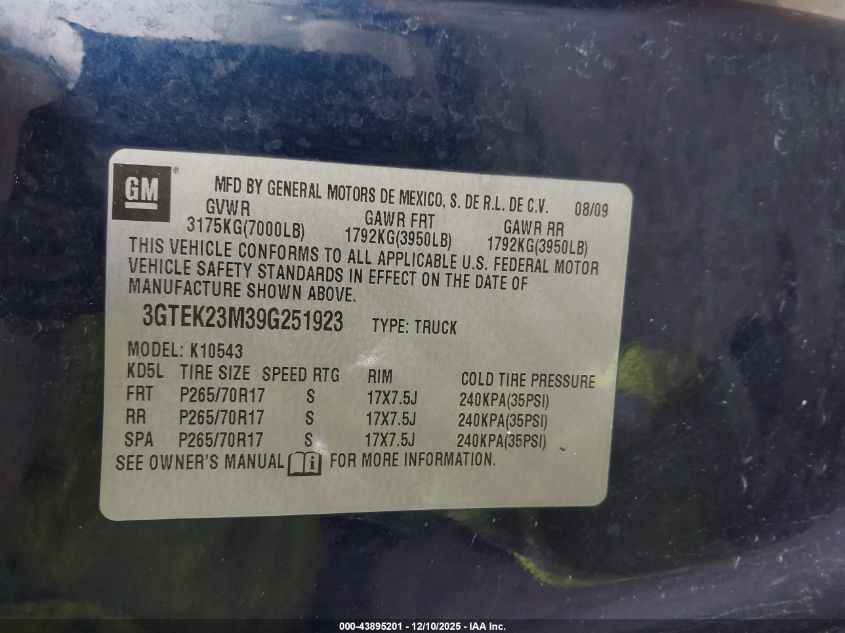 GM®
MFD BY GENERAL MOTORS DE MEXICO, S. DE R.L. DE C.V. 08/09
GVWR GAWR FRT GAWR RR
3175KG(7000LB) 1792KG(3950LB) 1792KG(3950LB)
THIS VEHICLE CONFORMS TO ALL APPLICABLE U.S. FEDERAL MOTOR
VEHICLE SAFETY STANDARDS IN EFFECT ON THE DATE OF
MANUFACTURE SHOWN ABOVE.
3GTEK23M39G251923 TYPE: TRUCK
MODEL: K10543
KD5L TIRE SIZE SPEED RTG RIM COLD TIRE PRESSURE
FRT P265/70R17 S 17X7.5J 240KPA(35PSI)
RR P265/70R17 S 17X7.5J 240KPA(35PSI)
SPA P265/70R17 S 17X7.5J 240KPA(35PSI)
SEE OWNER'S MANUAL i FOR MORE INFORMATION.
000-43895201 - 12/10/2025 - IAA Inc.